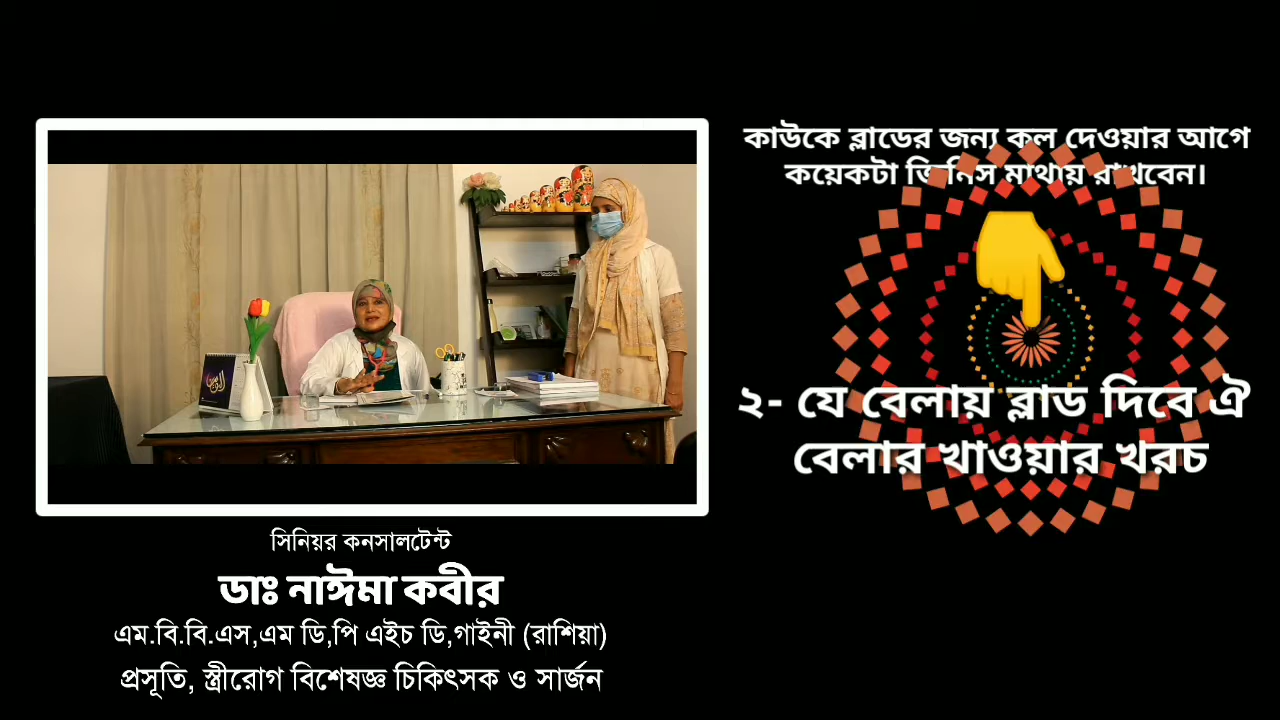 কাউকে ব্লাডের জন্য কল দেওয়ার আগে
কয়েকটা জিনিস মাথায় রাখবেন।
২- যে বেলায় ব্লাড দিবে ঐ
বেলার খাওয়ার খরচ
সিনিয়র কনসালটেন্ট
ডাঃ নাঈমা কবীর
এম.বি.বি.এস,এম ডি,পি এইচ ডি,গাইনী (রাশিয়া)
প্রসূতি, স্ত্রীরোগ বিশেষজ্ঞ চিকিৎসক ও সার্জন